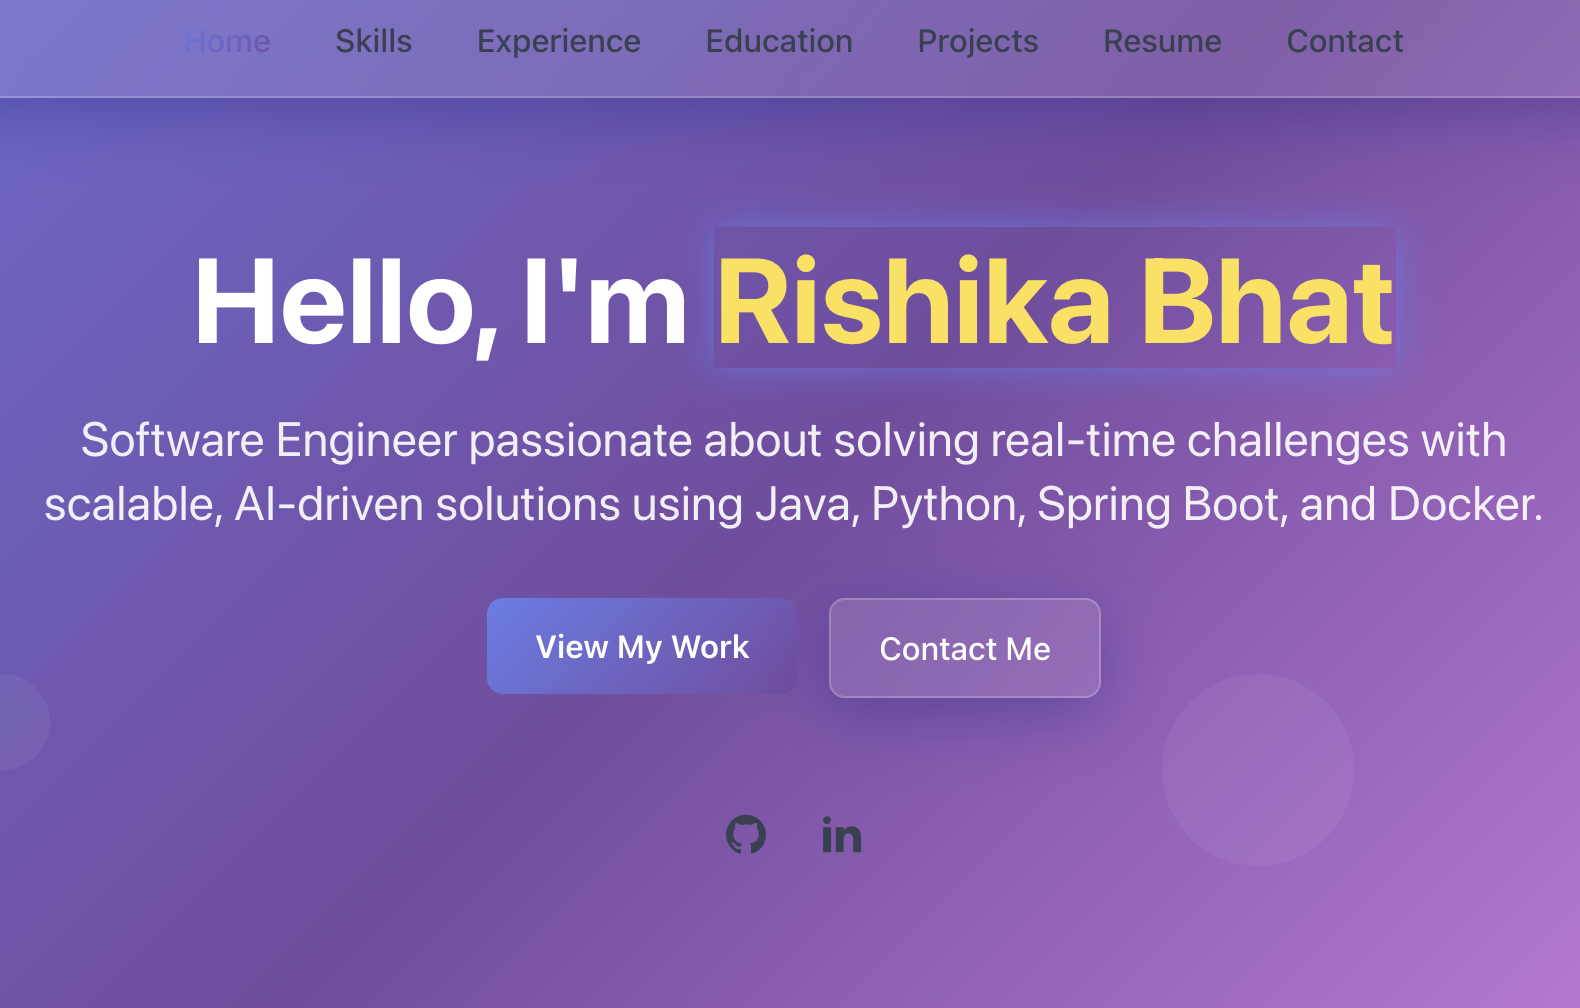 Home Skills Experience Education Projects Resume Contact
Hello, I'm Rishika Bhat
Software Engineer passionate about solving real-time challenges with
scalable, AI-driven solutions using Java, Python, Spring Boot, and Docker.
View My Work Contact Me
in